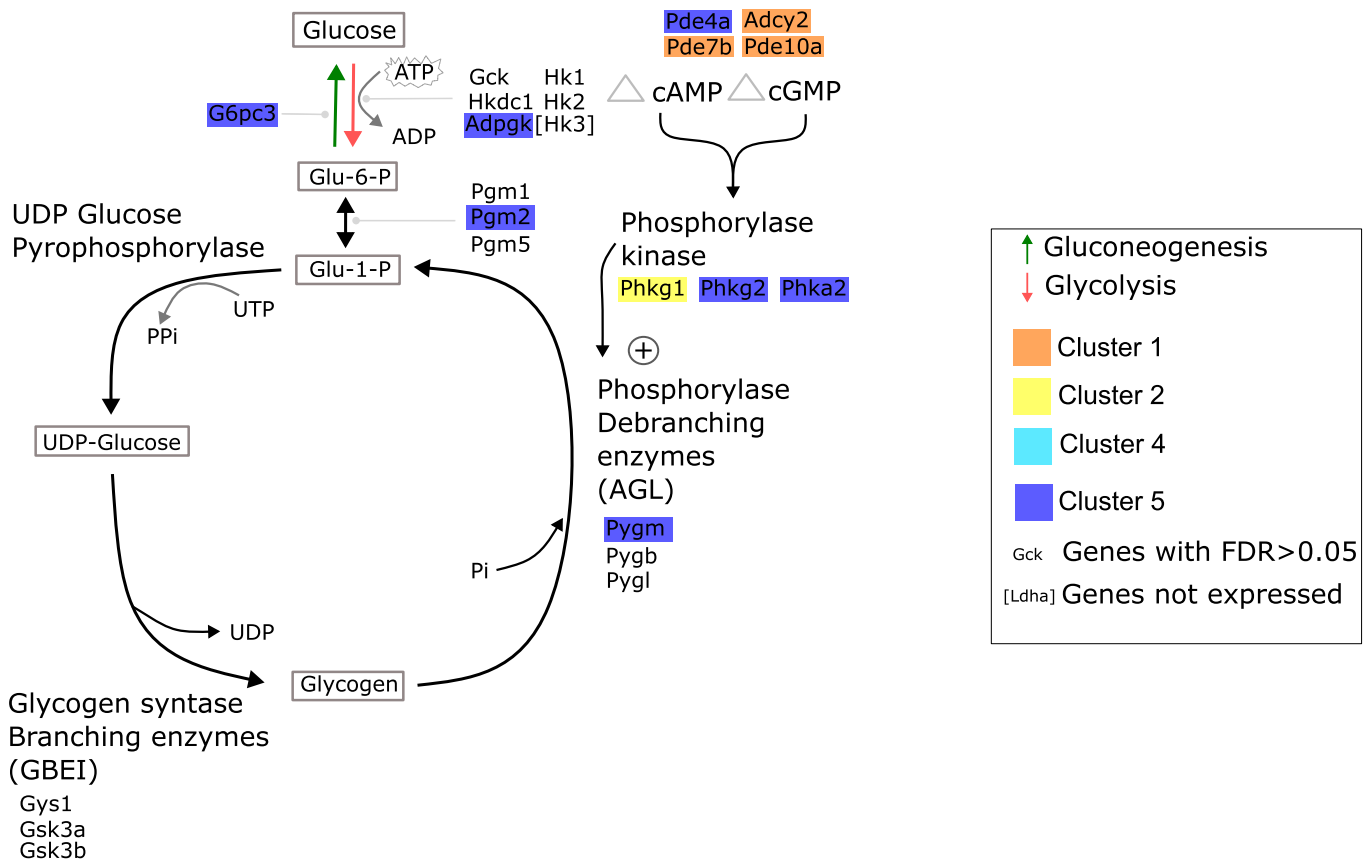 Glucose
Pde4a Adcy2
Pde7b Pde10a
ATP
Gck Hk1
Hkdc1 Hk2
Adpgk [Hk3]
cAMP cGMP
G6pc3
ADP
Glu-6-P
Pgm1
Pgm2
Pgm5
UDP Glucose
Pyrophosphorylase
Phosphorylase
kinase
Phkg1 Phkg2 Phka2
Glu-1-P
UTP
PPi
+
Phosphorylase
Debranching
enzymes
(AGL)
Pygm
Pygb
Pygl
UDP-Glucose
Pi
UDP
Glycogen
Glycogen syntase
Branching enzymes
(GBEI)
Gys1
Gsk3a
Gsk3b
Gluconeogenesis
Glycolysis
Cluster 1
Cluster 2
Cluster 4
Cluster 5
Gck Genes with FDR>0.05
[Ldha] Genes not expressed